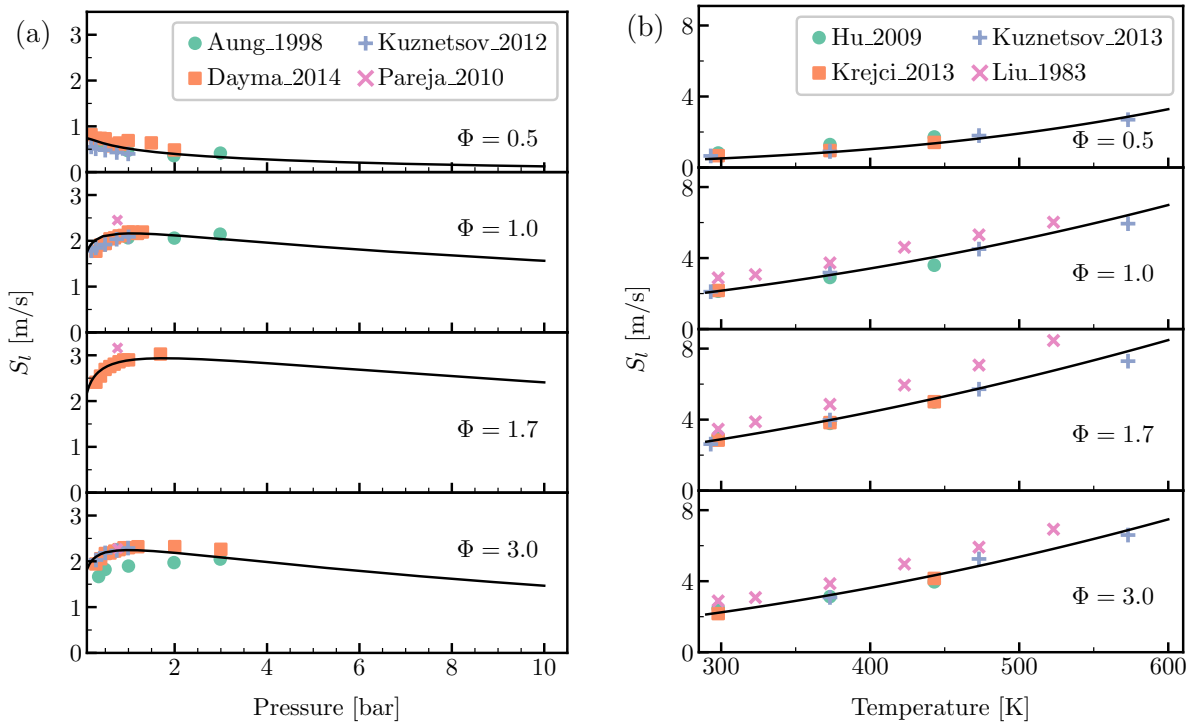 (a)
3
2
1
0
Aung_1998
Kuznetsov_2012
Dayma_2014
Pareja_2010
Φ = 0.5
3
2
1
0
Φ = 1.0
3
2
1
0
Φ = 1.7
3
2
1
0
Φ = 3.0
2
4
6
8
10
Pressure [bar]
S_l [m/s]
(b)
8
4
0
Hu_2009
Kuznetsov_2013
Krejci_2013
Liu_1983
Φ = 0.5
8
4
0
Φ = 1.0
8
4
0
Φ = 1.7
8
4
0
Φ = 3.0
300
400
500
600
Temperature [K]
S_l [m/s]